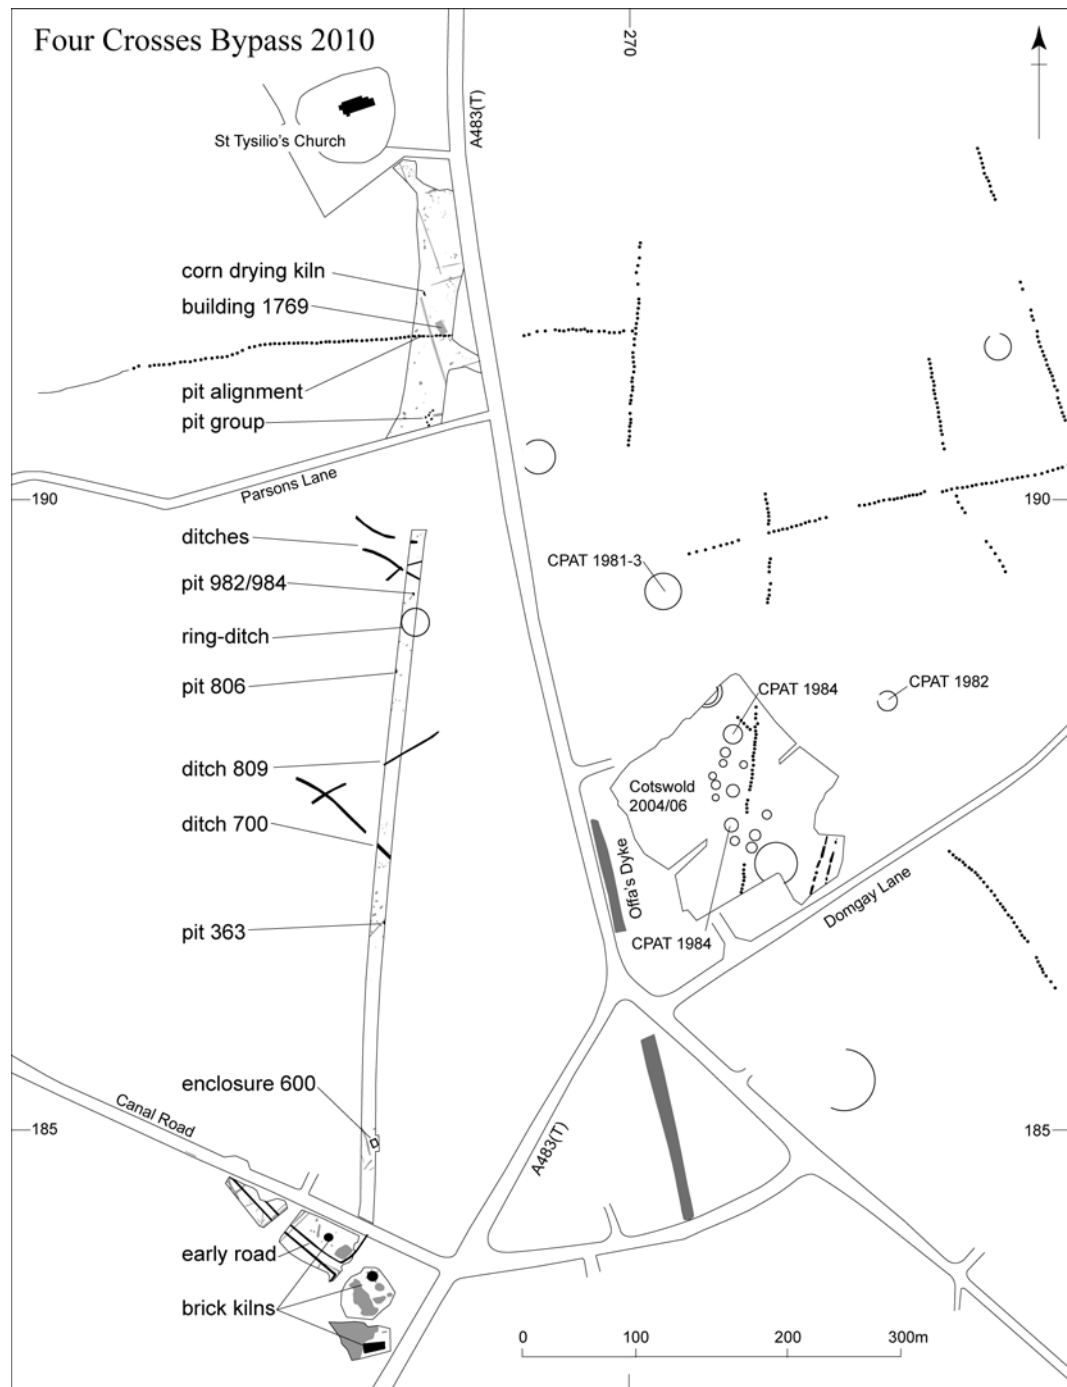 Four Crosses Bypass 2010
270
A483(T)
St Tysilio's Church
corn drying kiln
building 1769
pit alignment
pit group
Parsons Lane
190
190
ditches
CPAT 1981-3
pit 982/984
ring-ditch
pit 806
CPAT 1984
CPAT 1982
ditch 809
Cotswold
2004/06
ditch 700
Offa's Dyke
Domgay Lane
pit 363
CPAT 1984
enclosure 600
Canal Road
185
185
A483(T)
early road
brick kilns
0 100 200 300m